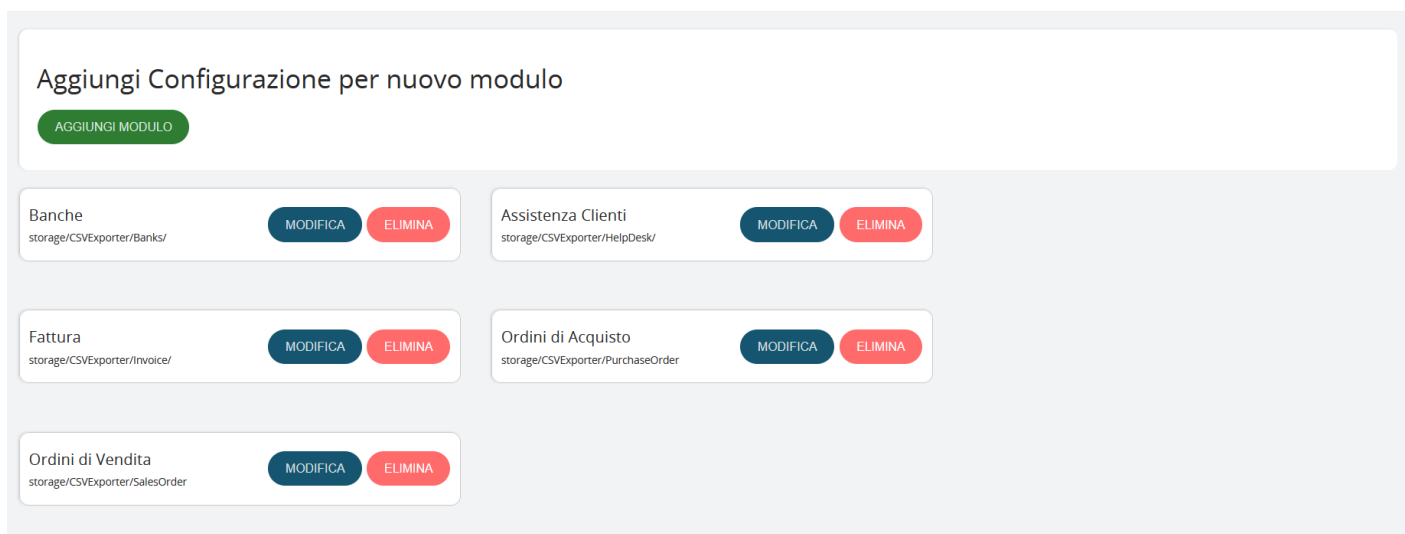 Aggiungi Configurazione per nuovo modulo
AGGIUNGI MODULO
Banche
storage/CSVExporter/Banks/
MODIFICA
ELIMINA
Assistenza Clienti
storage/CSVExporter/HelpDesk/
MODIFICA
ELIMINA
Fattura
storage/CSVExporter/Invoice/
MODIFICA
ELIMINA
Ordini di Acquisto
storage/CSVExporter/PurchaseOrder
MODIFICA
ELIMINA
Ordini di Vendita
storage/CSVExporter/SalesOrder
MODIFICA
ELIMINA